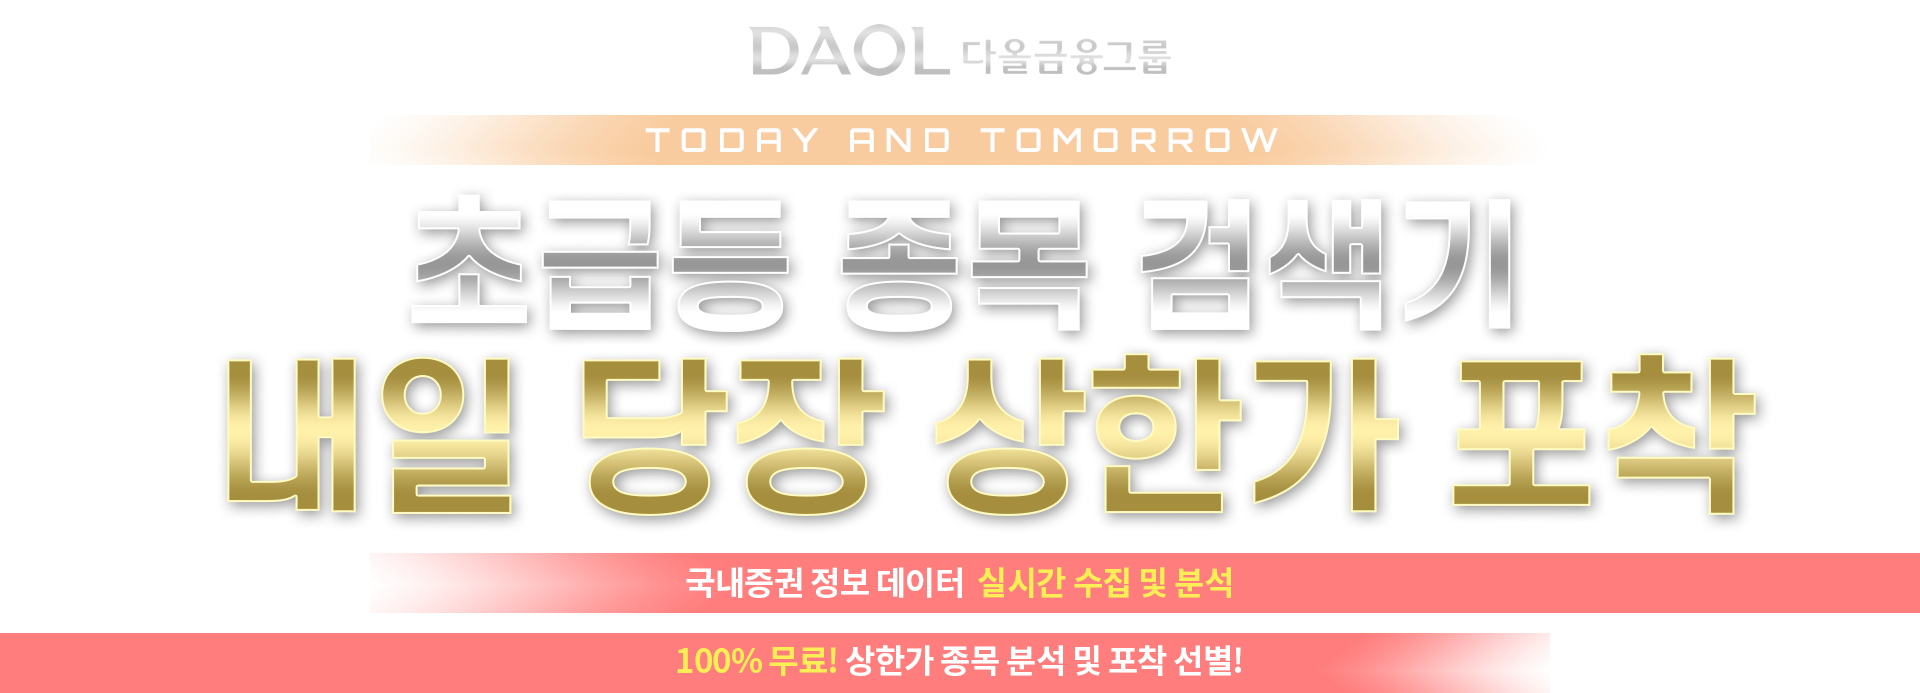 DAOL 다올금융그룹
TODAY AND TOMORROW
초급등 종목 검색기
내일 당장 상한가 포착
국내증권 정보 데이터 실시간 수집 및 분석
100% 무료! 상한가 종목 분석 및 포착 선별!